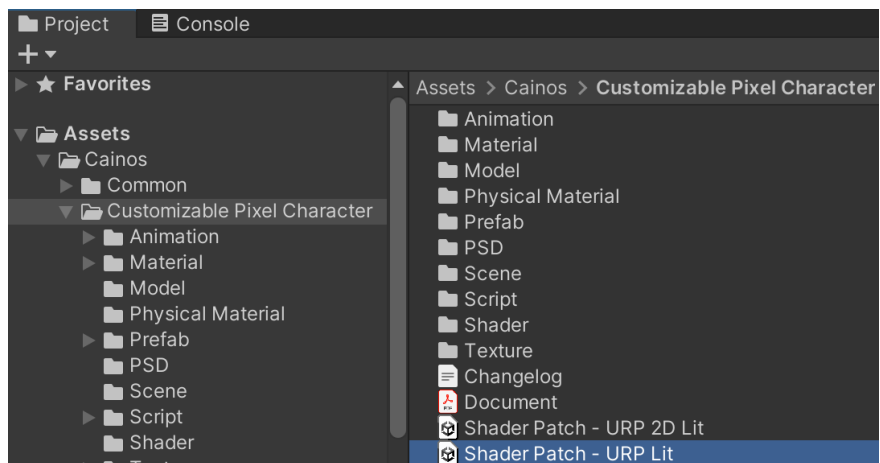 Project
Console
Favorites
Assets
Cainos
Common
Customizable Pixel Character
Animation
Material
Model
Physical Material
Prefab
PSD
Scene
Script
Shader
Assets > Cainos > Customizable Pixel Character
Animation
Material
Model
Physical Material
Prefab
PSD
Scene
Script
Shader
Texture
Changelog
Document
Shader Patch - URP 2D Lit
Shader Patch - URP Lit